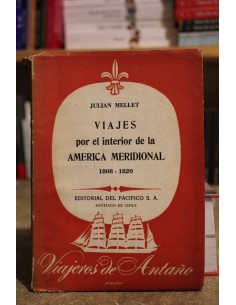 JULIAN MELLET
VIAJES
por el interior de la
AMERICA MERIDIONAL
1808 - 1820
EDITORIAL DEL PACIFICO S. A.
SANTIAGO DE CHILE
Viajeros de Antaño